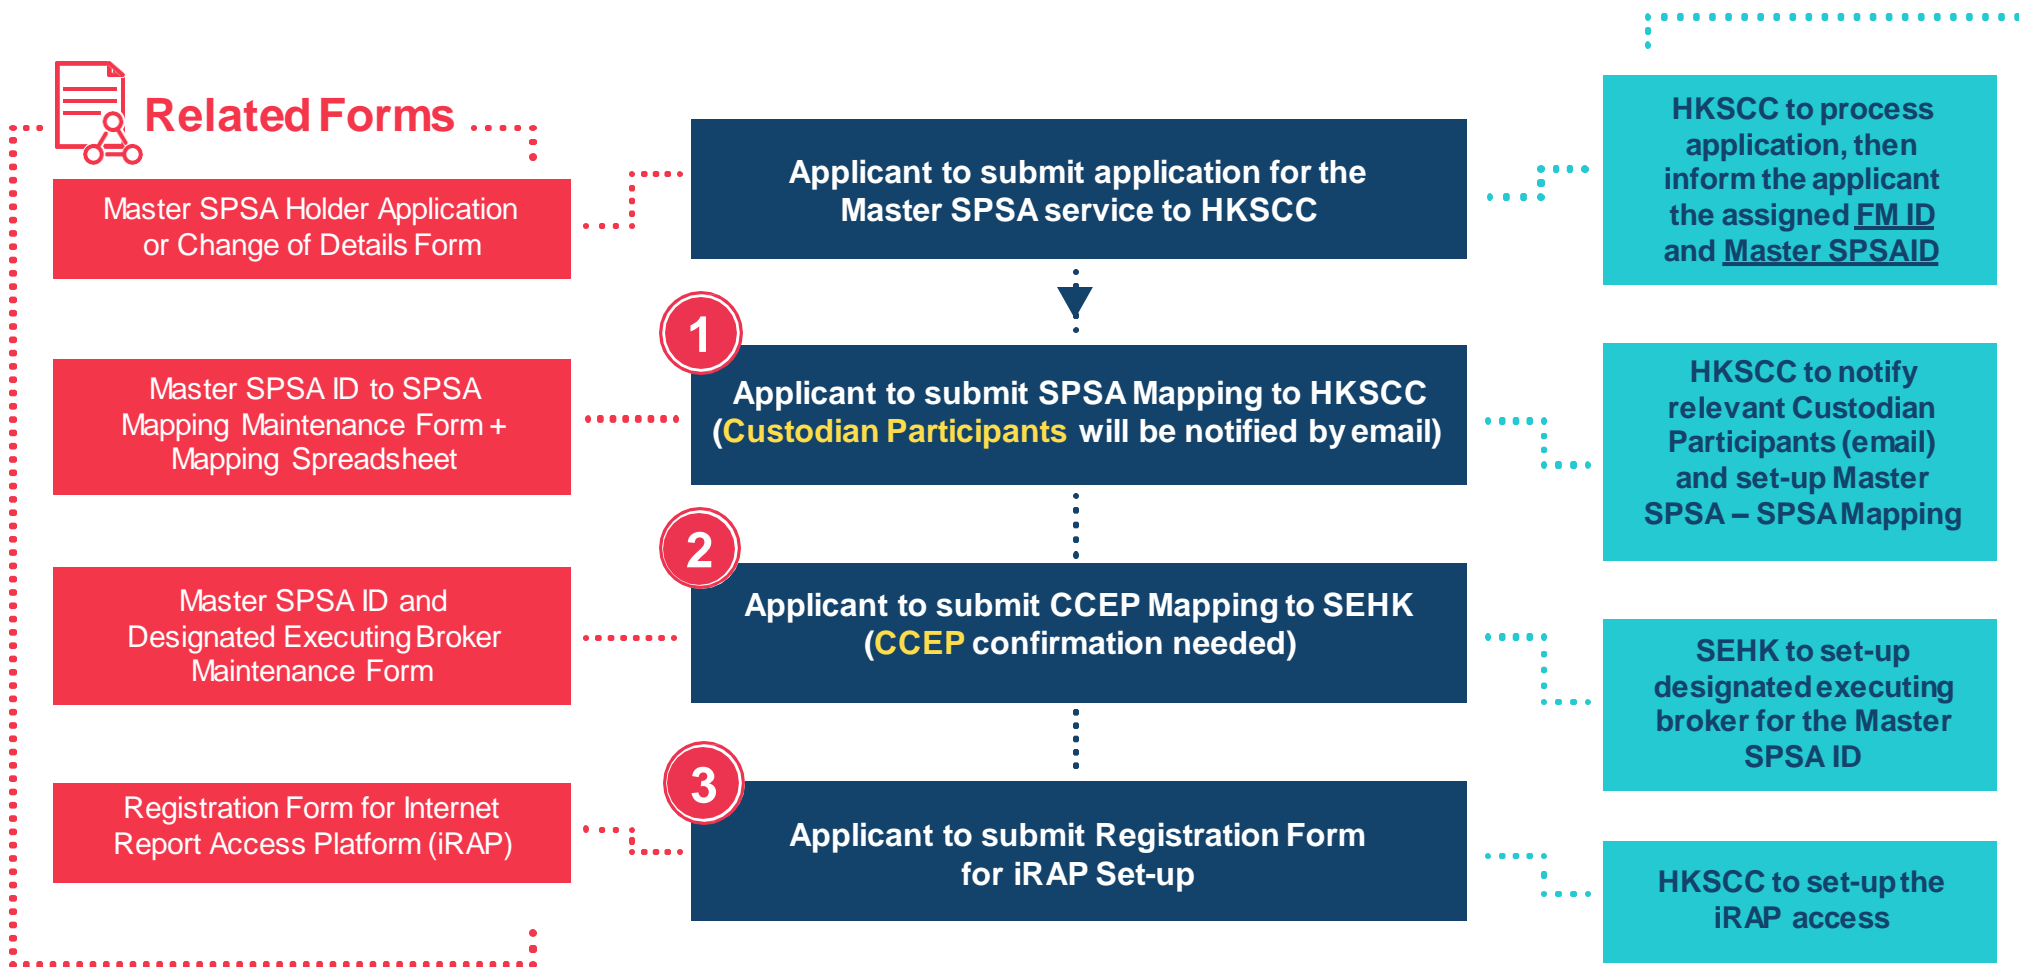 Related Forms
Master SPSA Holder Application
or Change of Details Form
Applicant to submit application for the
Master SPSA service to HKSCC
HKSCC to process
application, then
inform the applicant
the assigned FM ID
and Master SPSAID
1
Master SPSA ID to SPSA
Mapping Maintenance Form +
Mapping Spreadsheet
Applicant to submit SPSA Mapping to HKSCC
(Custodian Participants will be notified by email)
HKSCC to notify
relevant Custodian
Participants (email)
and set-up Master
SPSA – SPSA Mapping
2
Master SPSA ID and
Designated Executing Broker
Maintenance Form
Applicant to submit CCEP Mapping to SEHK
(CCEP confirmation needed)
SEHK to set-up
designated executing
broker for the Master
SPSA ID
3
Registration Form for Internet
Report Access Platform (iRAP)
Applicant to submit Registration Form
for iRAP Set-up
HKSCC to set-up the
iRAP access